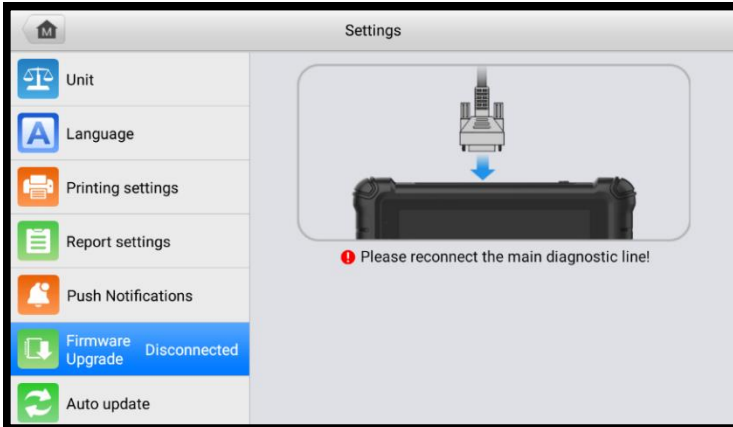 M
Settings
Unit
A Language
Printing settings
Report settings
Push Notifications
Firmware
Upgrade Disconnected
Auto update
Please reconnect the main diagnostic line!